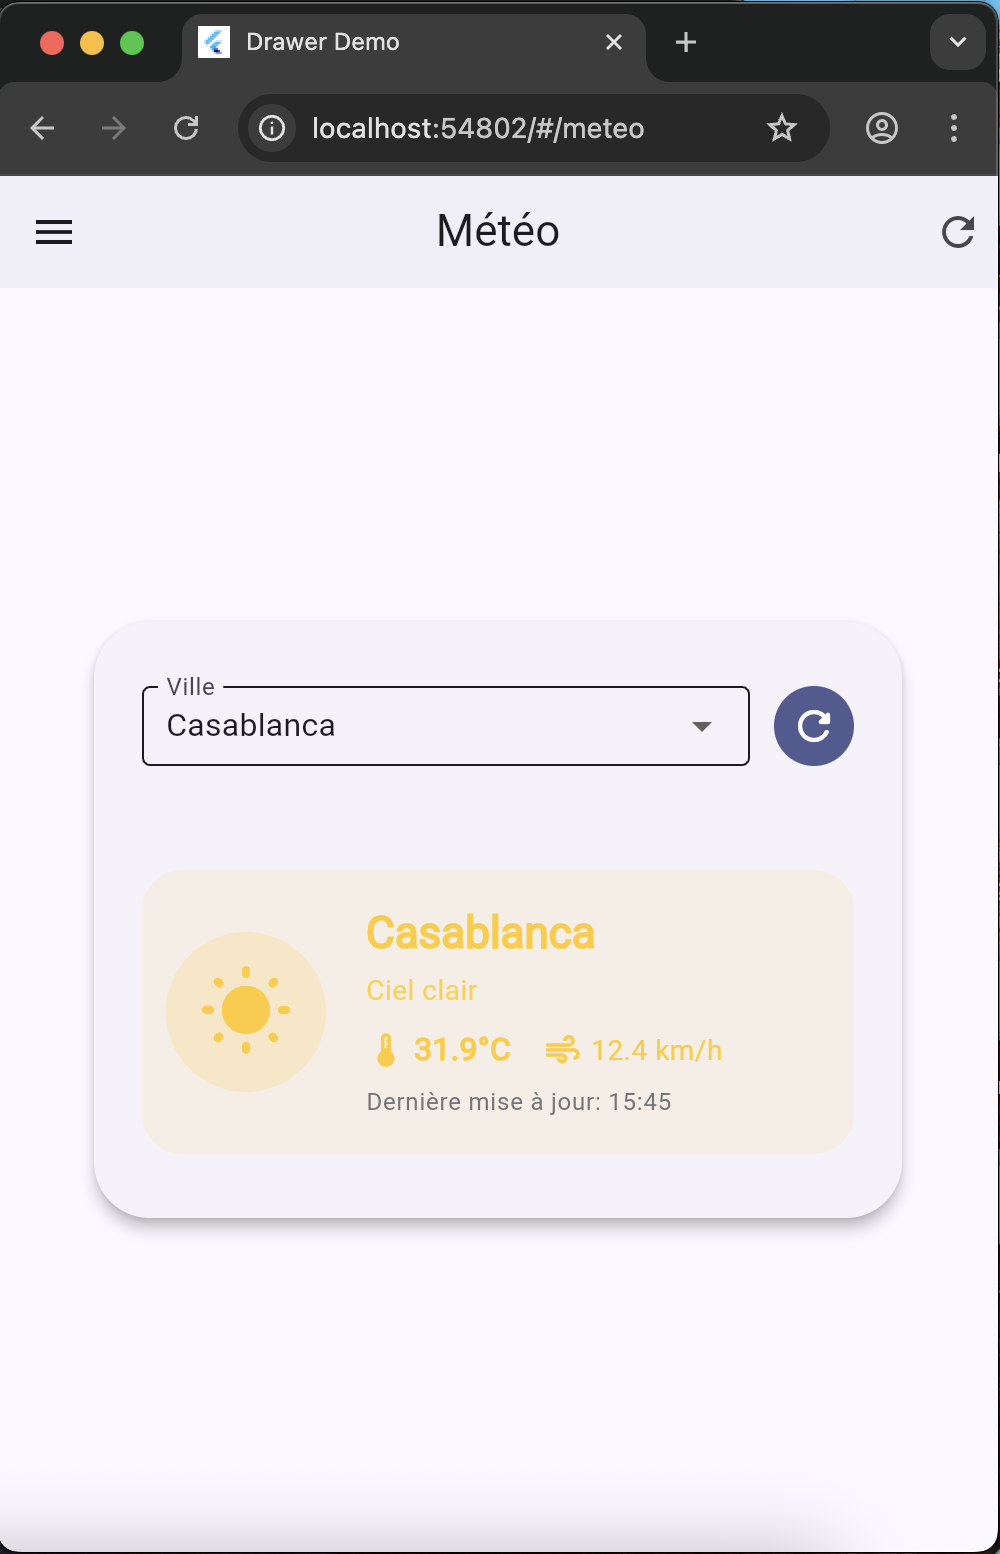 Drawer Demo
localhost:54802/#/meteo
Météo
Ville
Casablanca
Casablanca
Ciel clair
31.9°C 12.4 km/h
Dernière mise à jour: 15:45